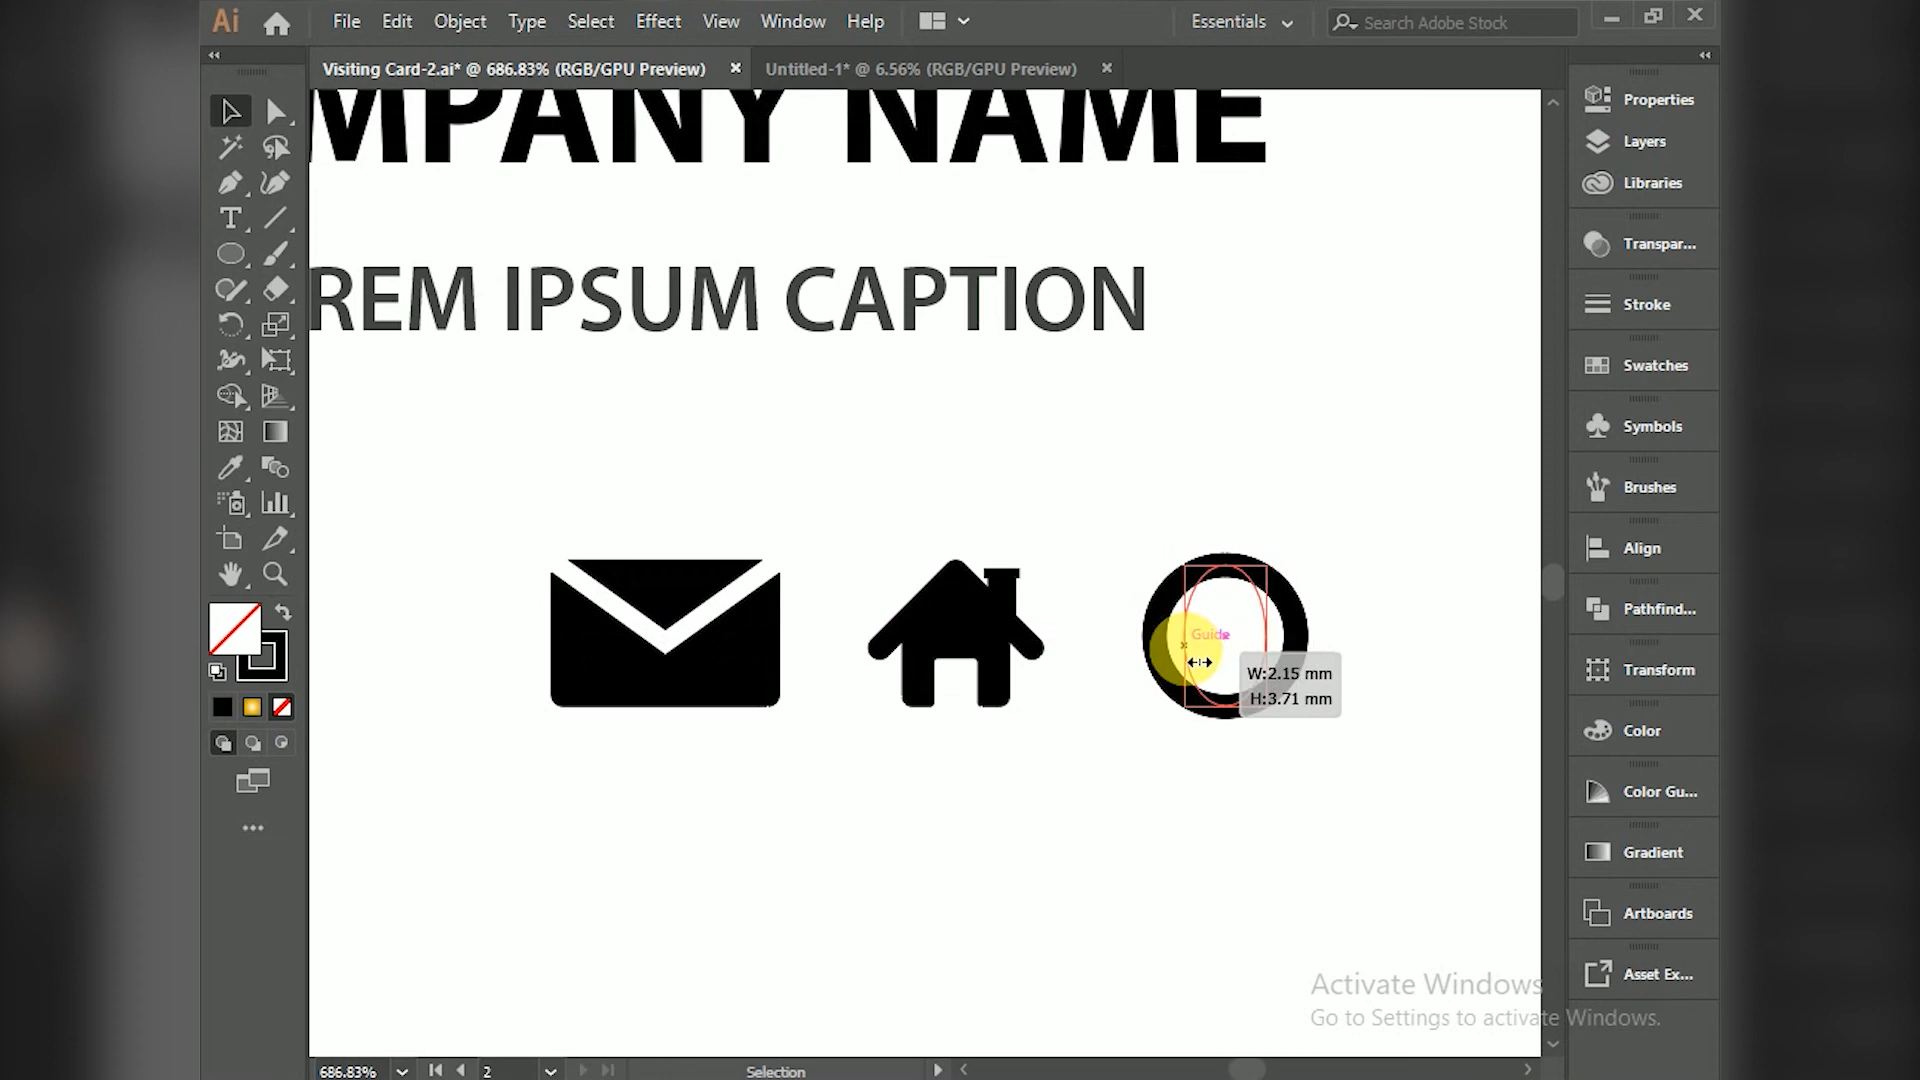 Ai File Edit Object Type Select Effect View Window Help Essentials Search Adobe Stock
Visiting Card-2.ai* @ 686.83% (RGB/GPU Preview) × Untitled-1* @ 6.56% (RGB/GPU Preview) ×
MPANY NAME
REM IPSUM CAPTION
Guide
W:2.15 mm
H:3.71 mm
Properties
Layers
Libraries
Transpar...
Stroke
Swatches
Symbols
Brushes
Align
Pathfind...
Transform
Color
Color Gu...
Gradient
Artboards
Asset Ex...
Activate Windows
Go to Settings to activate Windows.
686.83% 2 Selection